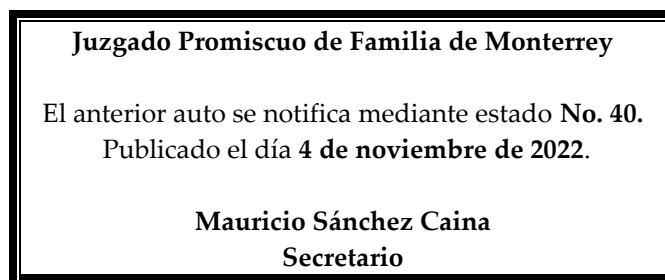 Juzgado Promiscuo de Familia de Monterrey
El anterior auto se notifica mediante estado No. 40.
Publicado el día 4 de noviembre de 2022.
Mauricio Sánchez Caina
Secretario